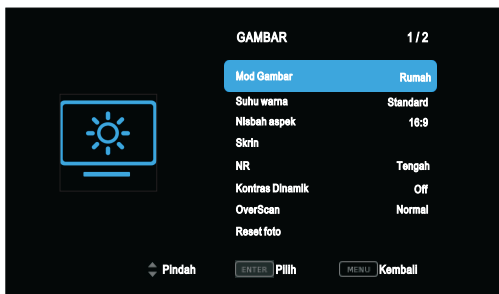 GAMBAR 1/2
Mod Gambar Rumah
Suhu warna Standard
Nisbah aspek 16:9
Skrin
NR Tengah
Kontras Dinamik Off
OverScan Normal
Reset foto
Pindah ENTER Pilih MENU Kembali